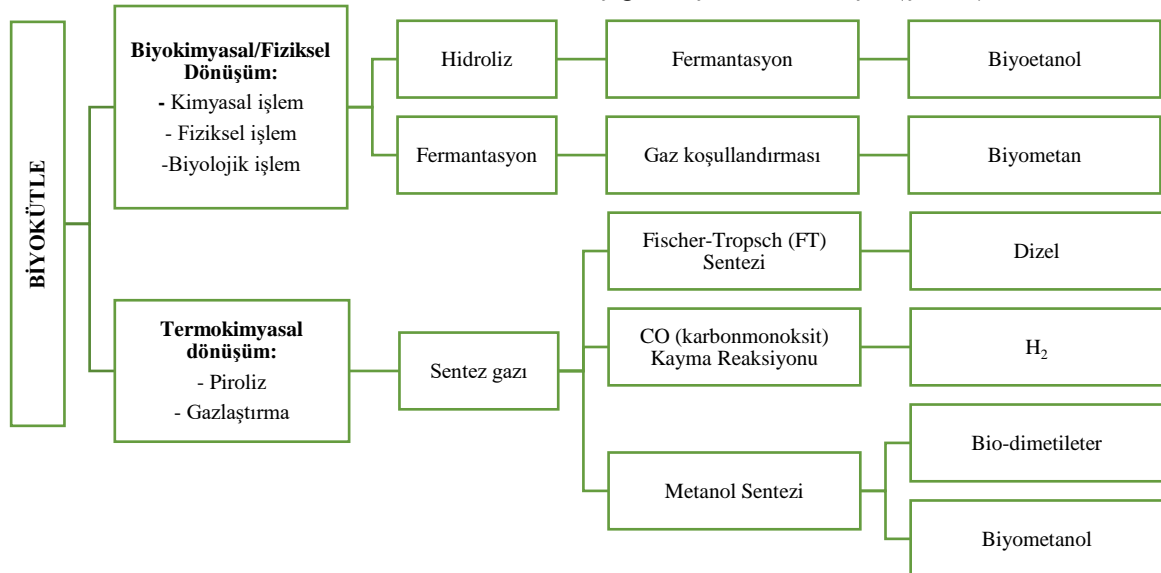 BİYOKÜTLE
Biyokimyasal/Fiziksel
Dönüşüm:
- Kimyasal işlem
- Fiziksel işlem
-Biyolojik işlem
Hidroliz
Fermantasyon
Biyoetanol
Fermantasyon
Gaz koşullandırması
Biyometan
Termokimyasal
dönüşüm:
- Piroliz
- Gazlaştırma
Sentez gazı
Fischer-Tropsch (FT)
Sentezi
Dizel
CO (karbonmonoksit)
Kayma Reaksiyonu
H₂
Metanol Sentezi
Bio-dimetileter
Biyometanol